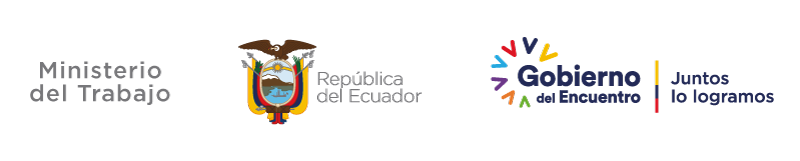 Ministerio
del Trabajo
República
del Ecuador
Gobierno
del Encuentro
Juntos
lo logramos